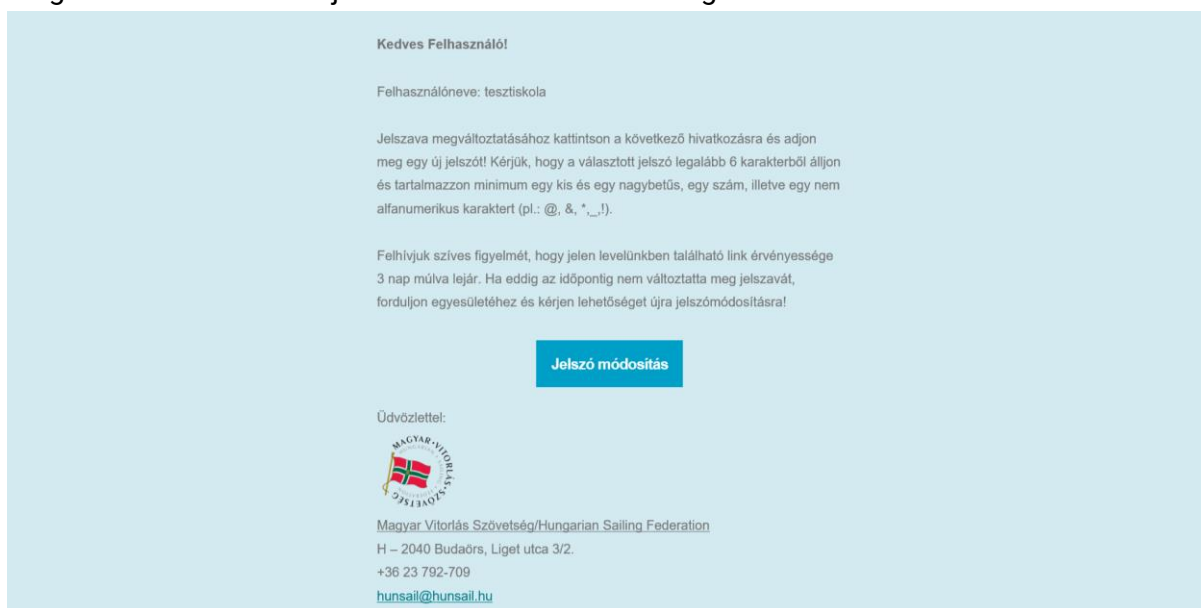 Kedves Felhasználó!
Felhasználóneve: tesztiskola
Jelszava megváltoztatásához kattintson a következő hivatkozásra és adjon
meg egy új jelszót! Kérjük, hogy a választott jelszó legalább 6 karakterből álljon
és tartalmazzon minimum egy kis és egy nagybetűs, egy szám, illetve egy nem
alfanumerikus karaktert (pl.: @, &, *,_,!).
Felhívjuk szíves figyelmét, hogy jelen levelünkben található link érvényessége
3 nap múlva lejár. Ha eddig az időpontig nem változtatta meg jelszavát,
forduljon egyesületéhez és kérjen lehetőséget újra jelszómódosításra!
Jelszó módosítás
Üdvözlettel:
MAGYAR·VITORLÁS·SZÖVETSÉG
Magyar Vitorlás Szövetség/Hungarian Sailing Federation
H – 2040 Budaörs, Liget utca 3/2.
+36 23 792-709
hunsail@hunsail.hu